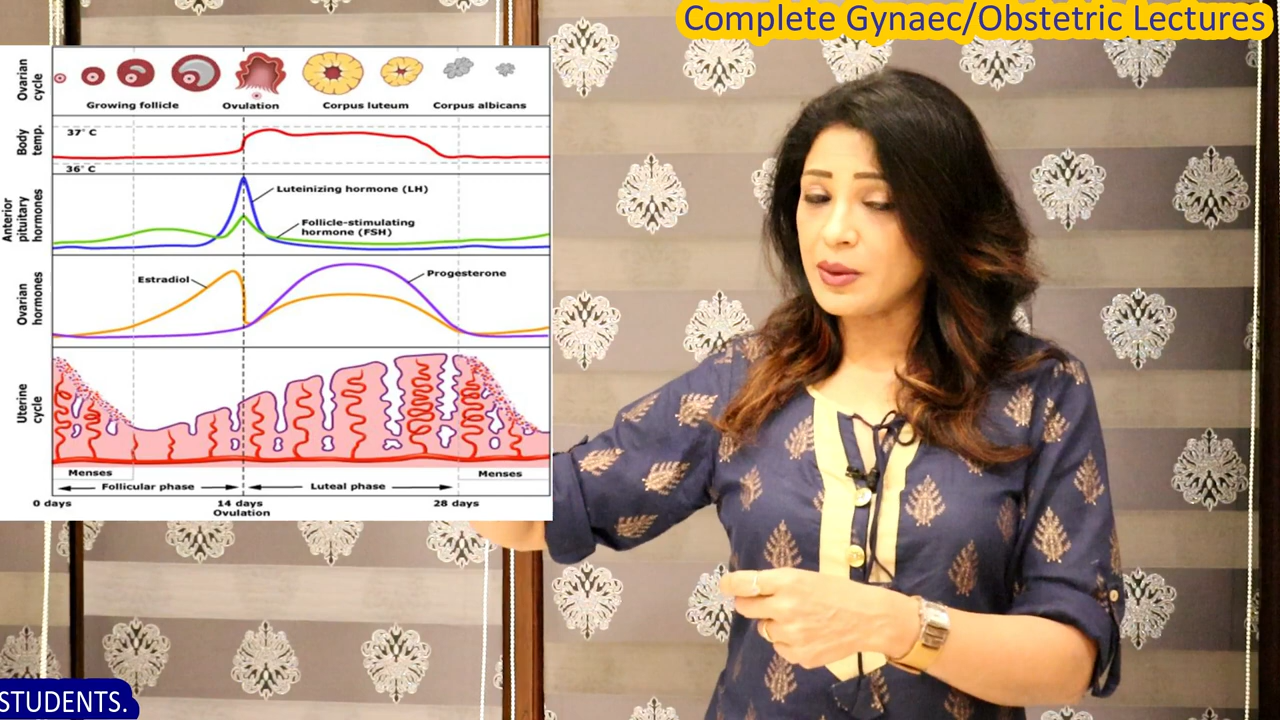 Complete Gynaec/Obstetric Lectures
Ovarian
cycle
Growing follicle
Ovulation
Corpus luteum
Corpus albicans
Body
temp.
37° C
36° C
Anterior
pituitary
hormones
Luteinizing hormone (LH)
Follicle-stimulating
hormone (FSH)
Ovarian
hormones
Estradiol
Progesterone
Uterine
cycle
Menses
Menses
Follicular phase
Luteal phase
0 days
14 days
28 days
Ovulation
STUDENTS.